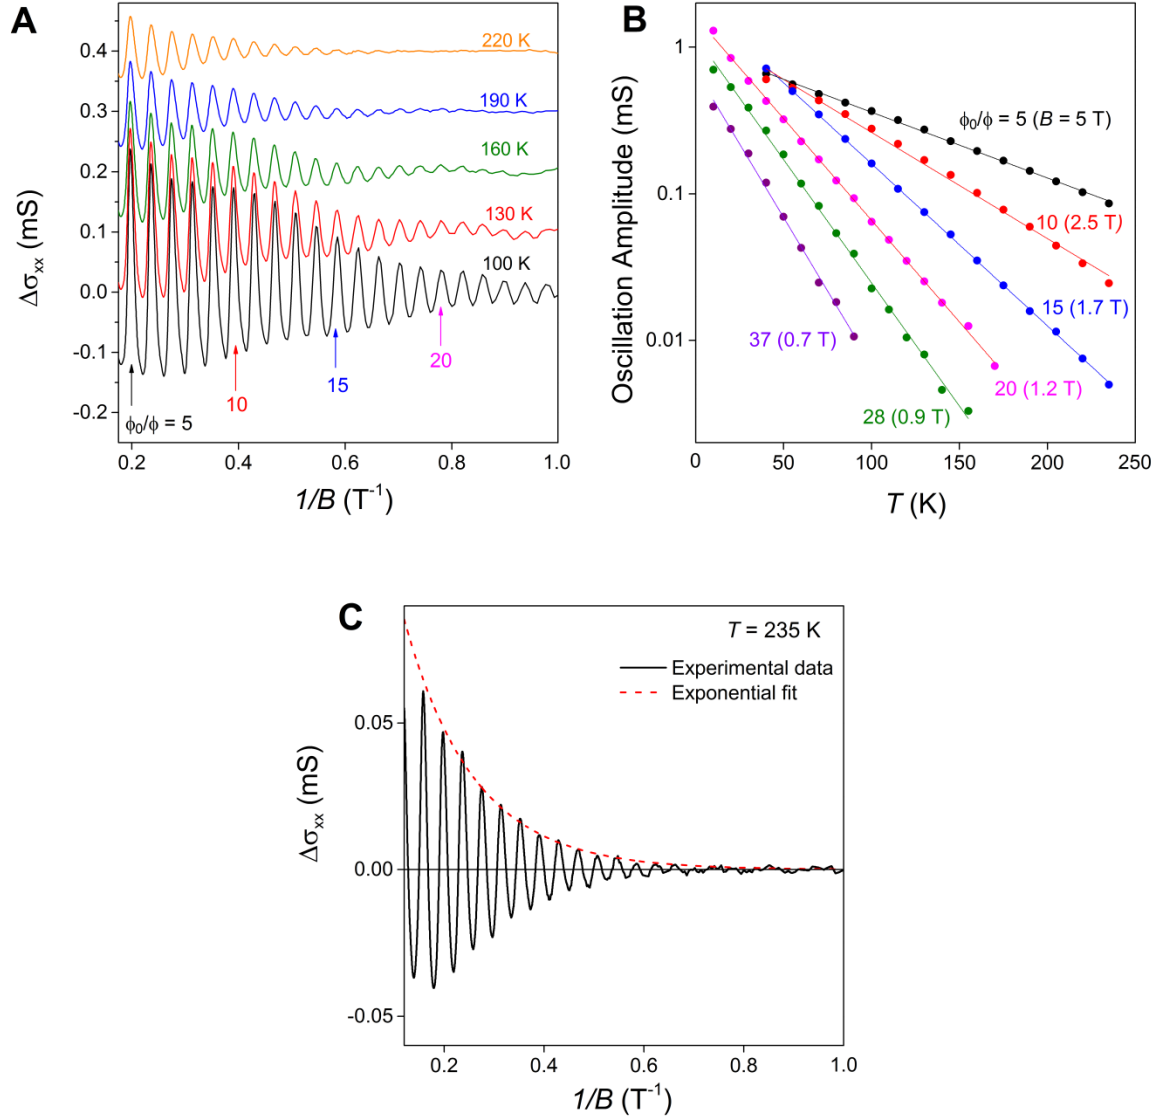 A
220 K
190 K
160 K
130 K
100 K
10
15
20
ϕ₀/ϕ = 5
0.4
0.3
0.2
0.1
0.0
-0.1
-0.2
Δσxx (mS)
0.2 0.4 0.6 0.8 1.0
1/B (T⁻¹)
B
1
0.1
0.01
Oscillation Amplitude (mS)
ϕ₀/ϕ = 5 (B = 5 T)
10 (2.5 T)
15 (1.7 T)
20 (1.2 T)
28 (0.9 T)
37 (0.7 T)
0 50 100 150 200 250
T (K)
C
T = 235 K
Experimental data
Exponential fit
0.05
0.00
-0.05
Δσxx (mS)
0.2 0.4 0.6 0.8 1.0
1/B (T⁻¹)